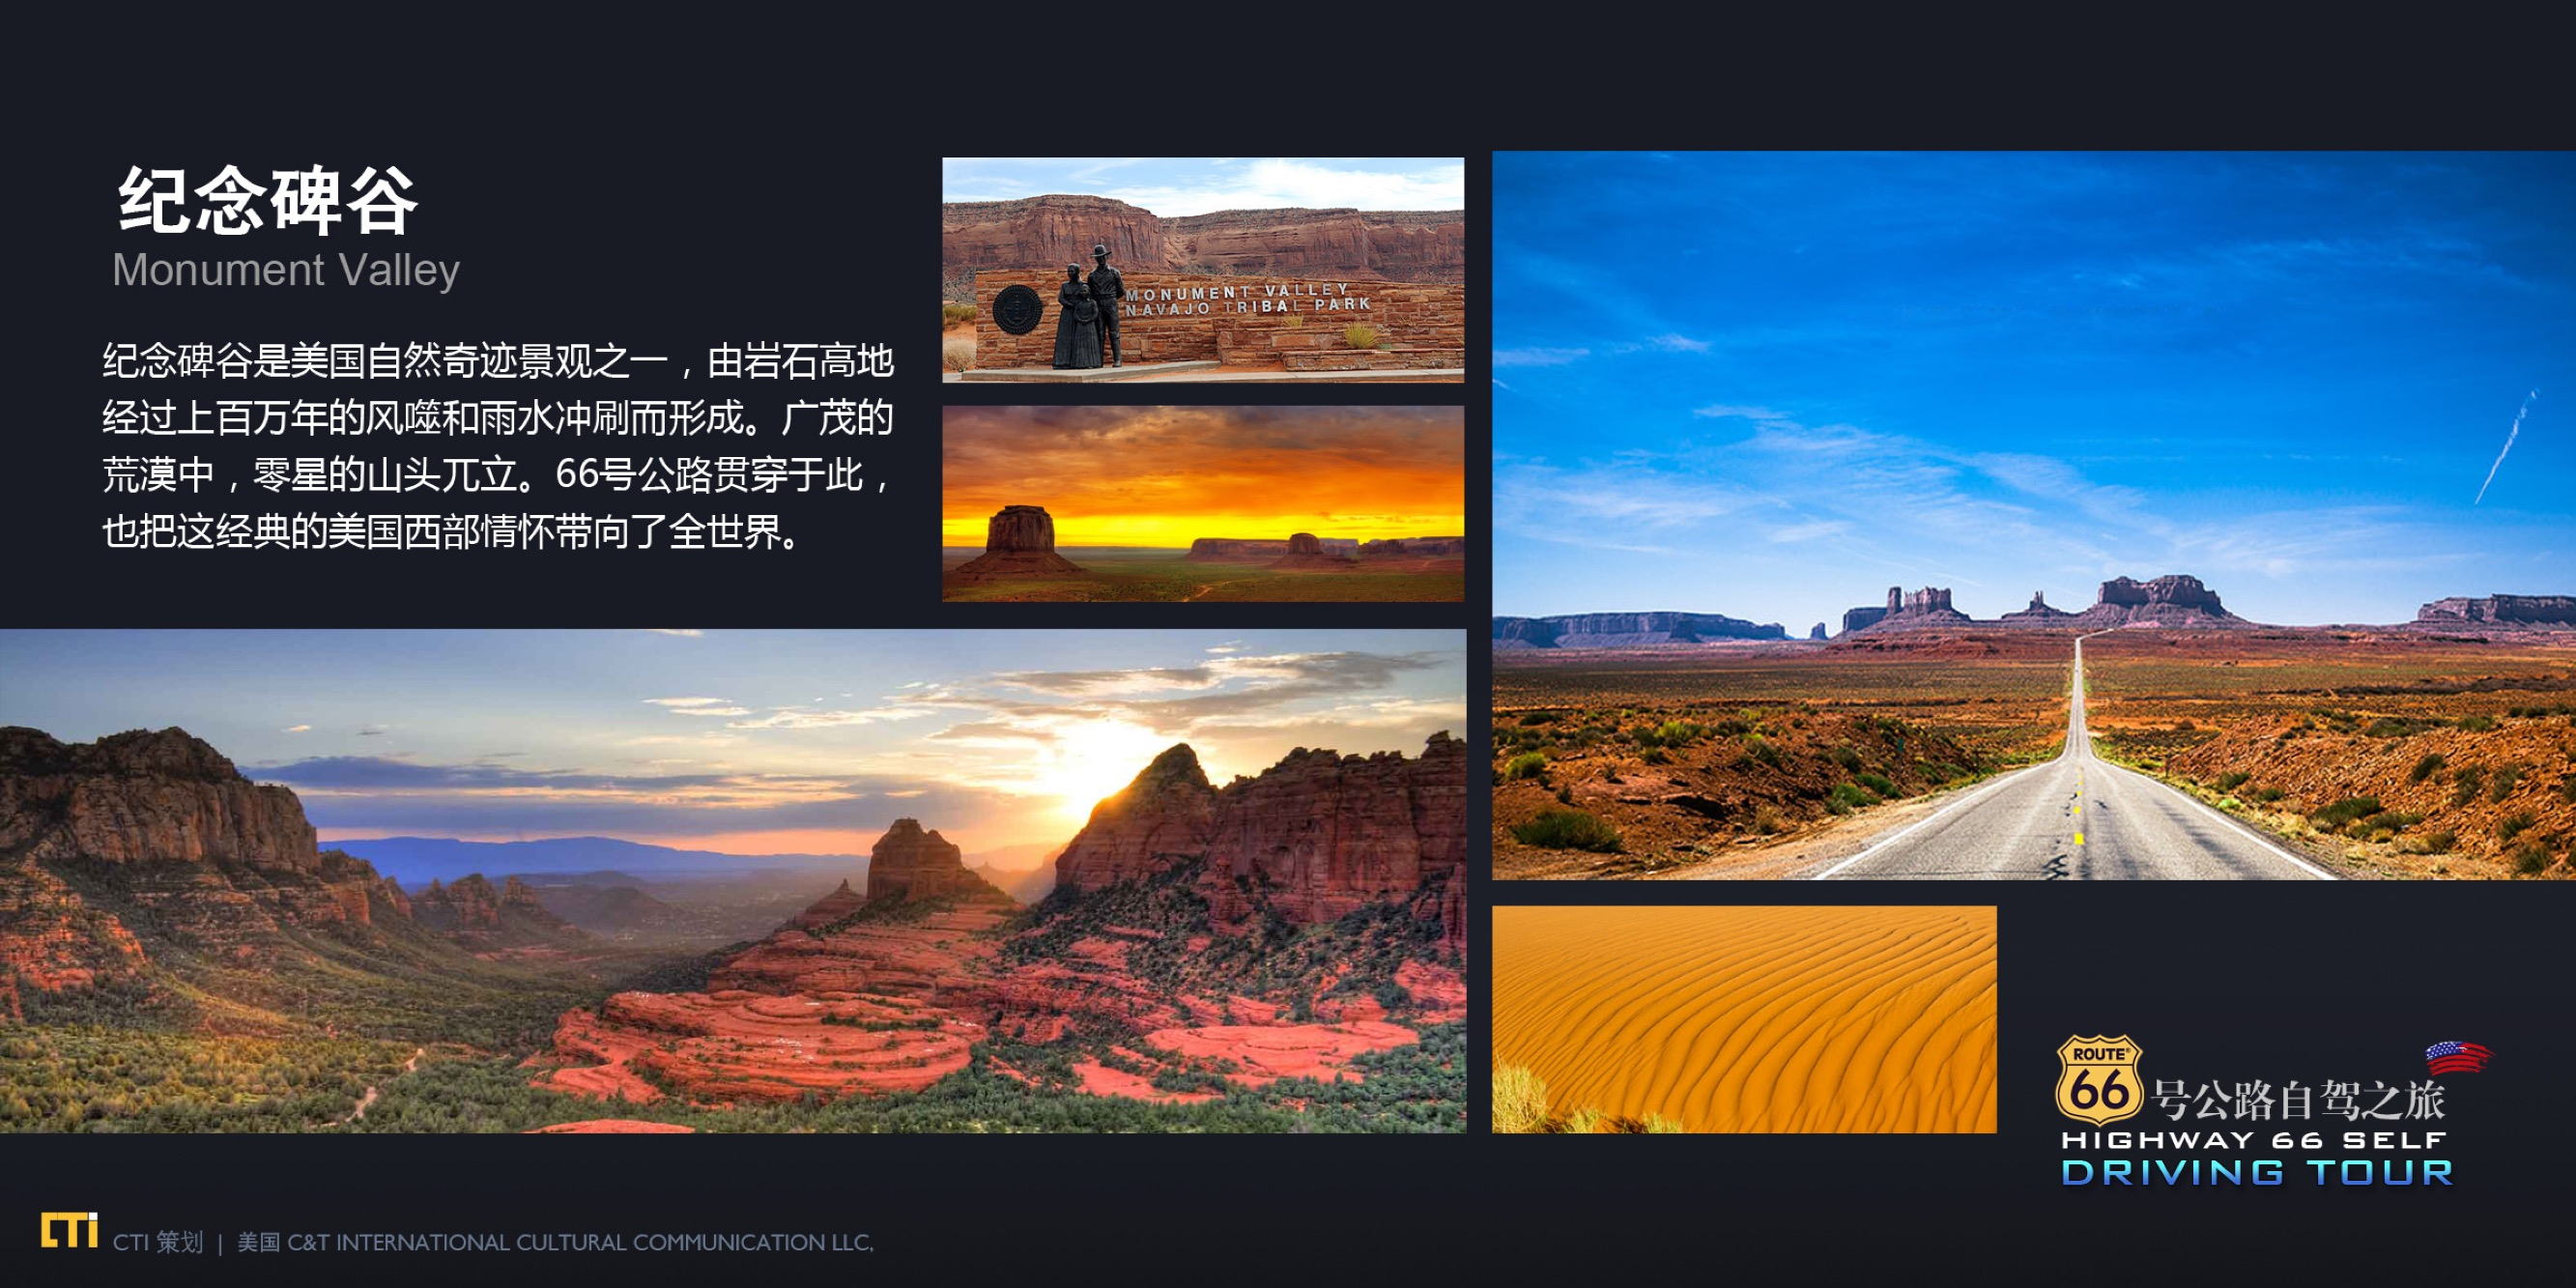 纪念碑谷
Monument Valley
纪念碑谷是美国自然奇迹景观之一，由岩石高地
经过上百万年的风噬和雨水冲刷而形成。广茂的
荒漠中，零星的山头兀立。66号公路贯穿于此，
也把这经典的美国西部情怀带向了全世界。
MONUMENT VALLEY
NAVAJO TRIBAL PARK
ROUTE
66 号公路自驾之旅
HIGHWAY 66 SELF
DRIVING TOUR
CTi CTI 策划 | 美国 C&T INTERNATIONAL CULTURAL COMMUNICATION LLC,